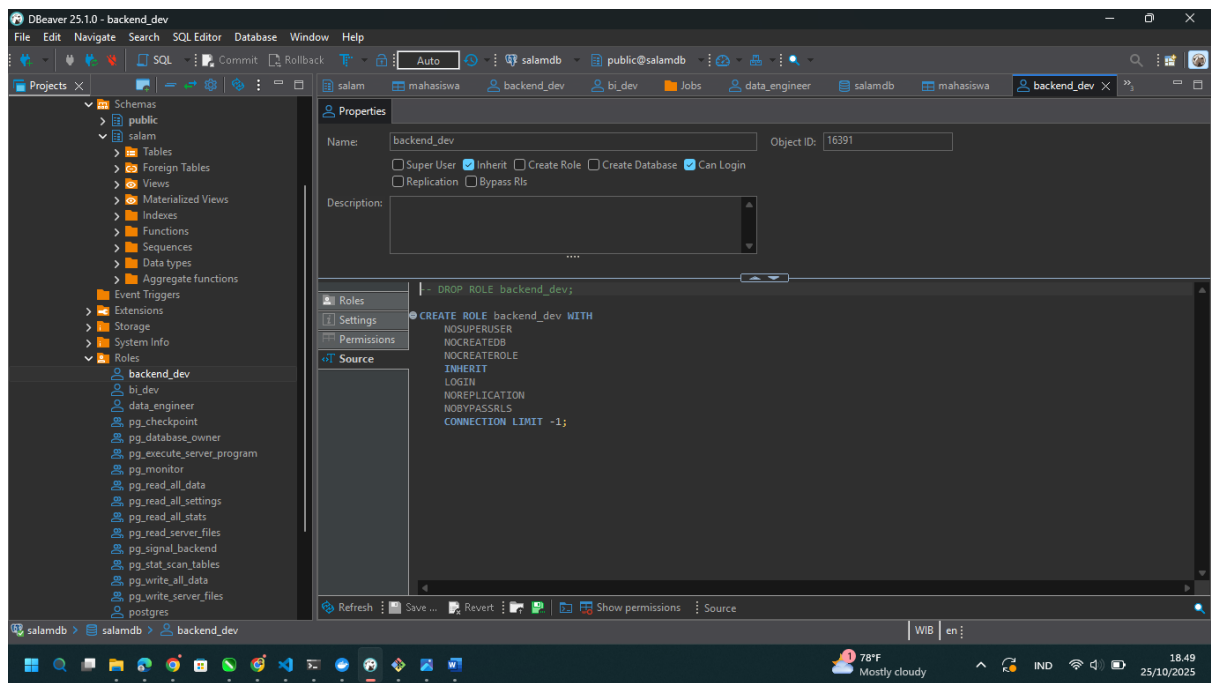 DBeaver 25.1.0 - backend_dev
File Edit Navigate Search SQL Editor Database Window Help
SQL Commit Rollback Auto salamdb public@salamdb
Projects
salam mahasiswa backend_dev bi_dev Jobs data_engineer salamdb mahasiswa backend_dev
Schemas
public
salam
Tables
Foreign Tables
Views
Materialized Views
Indexes
Functions
Sequences
Data types
Aggregate functions
Event Triggers
Extensions
Storage
System Info
Roles
backend_dev
bi_dev
data_engineer
pg_checkpoint
pg_database_owner
pg_execute_server_program
pg_monitor
pg_read_all_data
pg_read_all_settings
pg_read_all_stats
pg_read_server_files
pg_signal_backend
pg_stat_scan_tables
pg_write_all_data
pg_write_server_files
postgres
Properties
Name: backend_dev Object ID: 16391
Super User Inherit Create Role Create Database Can Login
Replication Bypass Rls
Description:
Roles
Settings
Permissions
Source
-- DROP ROLE backend_dev;
CREATE ROLE backend_dev WITH
NOSUPERUSER
NOCREATEDB
NOCREATEROLE
INHERIT
LOGIN
NOREPLICATION
NOBYPASSRLS
CONNECTION LIMIT -1;
Refresh Save ... Revert Show permissions Source
salamdb > salamdb > backend_dev
WIB en
1
78°F
Mostly cloudy
IND
18.49
25/10/2025